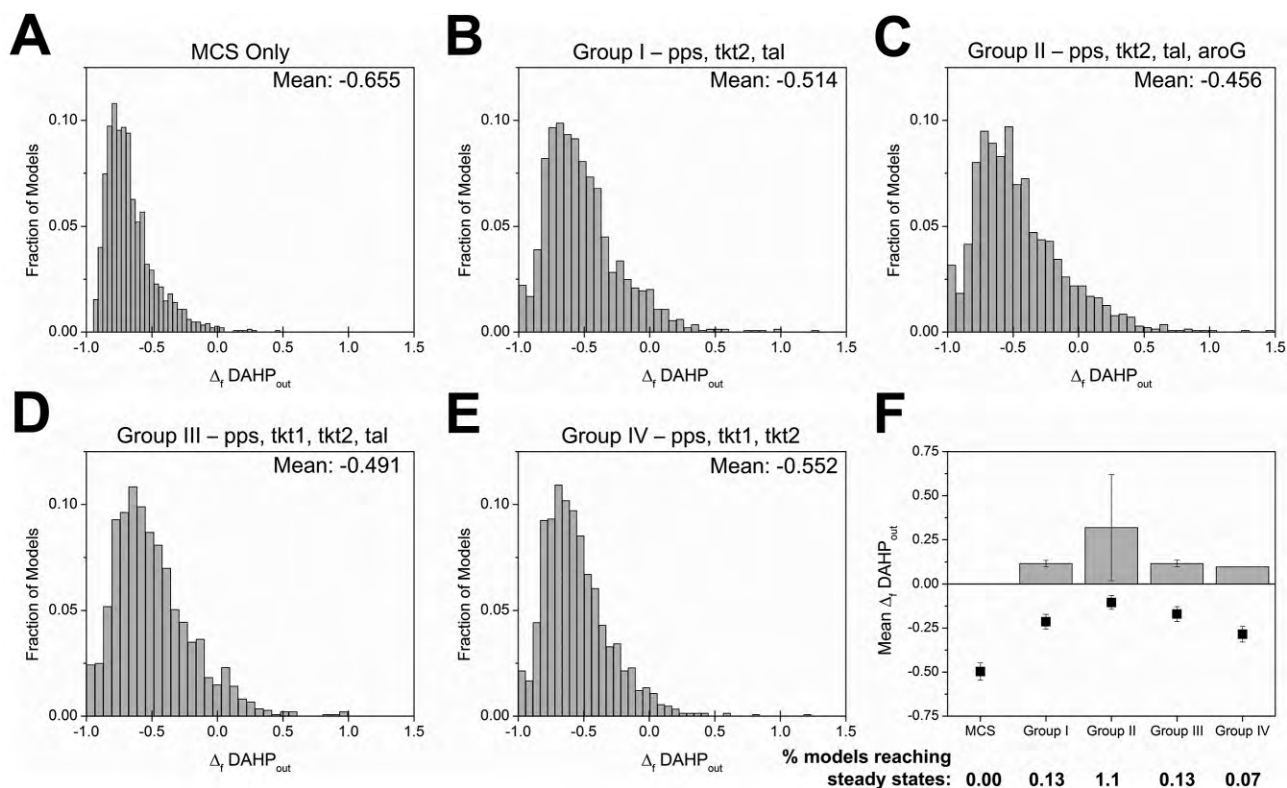 A
MCS Only
Mean: -0.655
Fraction of Models
0.10
0.05
0.00
-1.0 -0.5 0.0 0.5 1.0 1.5
Δf DAHPout
B
Group I – pps, tkt2, tal
Mean: -0.514
Fraction of Models
0.10
0.05
0.00
-1.0 -0.5 0.0 0.5 1.0 1.5
Δf DAHPout
C
Group II – pps, tkt2, tal, aroG
Mean: -0.456
Fraction of Models
0.10
0.05
0.00
-1.0 -0.5 0.0 0.5 1.0 1.5
Δf DAHPout
D
Group III – pps, tkt1, tkt2, tal
Mean: -0.491
Fraction of Models
0.10
0.05
0.00
-1.0 -0.5 0.0 0.5 1.0 1.5
Δf DAHPout
E
Group IV – pps, tkt1, tkt2
Mean: -0.552
Fraction of Models
0.10
0.05
0.00
-1.0 -0.5 0.0 0.5 1.0 1.5
Δf DAHPout
F
Mean Δf DAHPout
0.75
0.50
0.25
0.00
-0.25
-0.50
-0.75
MCS Group I Group II Group III Group IV
% models reaching
steady states: 0.00 0.13 1.1 0.13 0.07